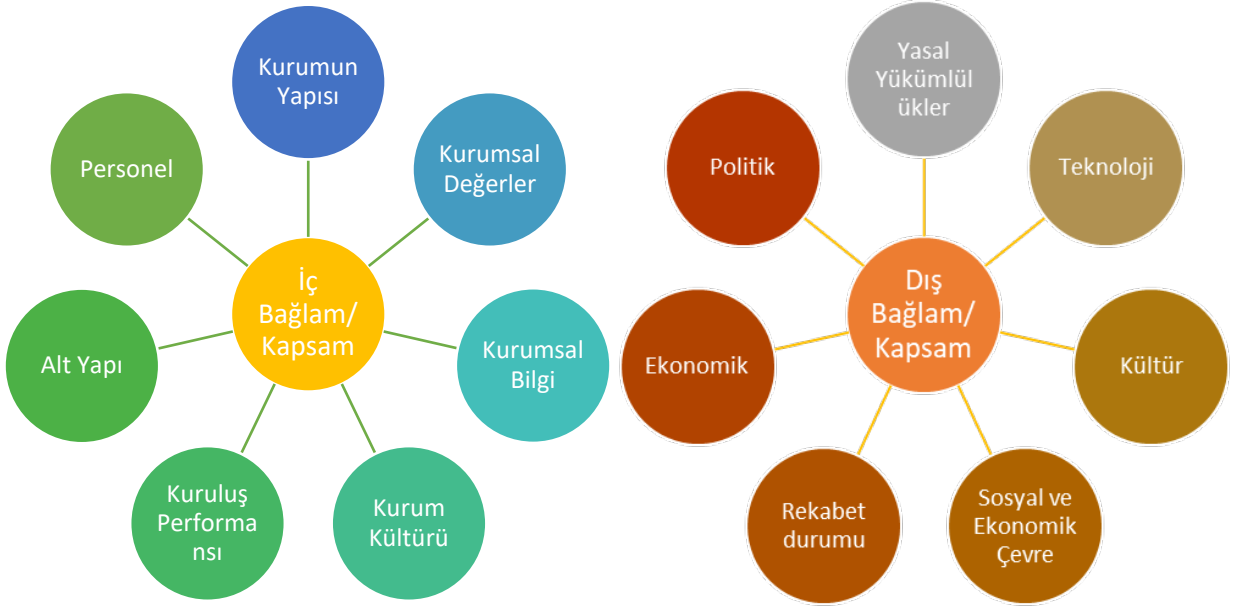 Kurumun
Yapısı
Kurumsal
Değerler
Kurumsal
Bilgi
Kurum
Kültürü
Kuruluş
Performa
nsı
Alt Yapı
Personel
İç
Bağlam/
Kapsam
Yasal
Yükümlül
ükler
Teknoloji
Kültür
Sosyal ve
Ekonomik
Çevre
Rekabet
durumu
Ekonomik
Politik
Dış
Bağlam/
Kapsam